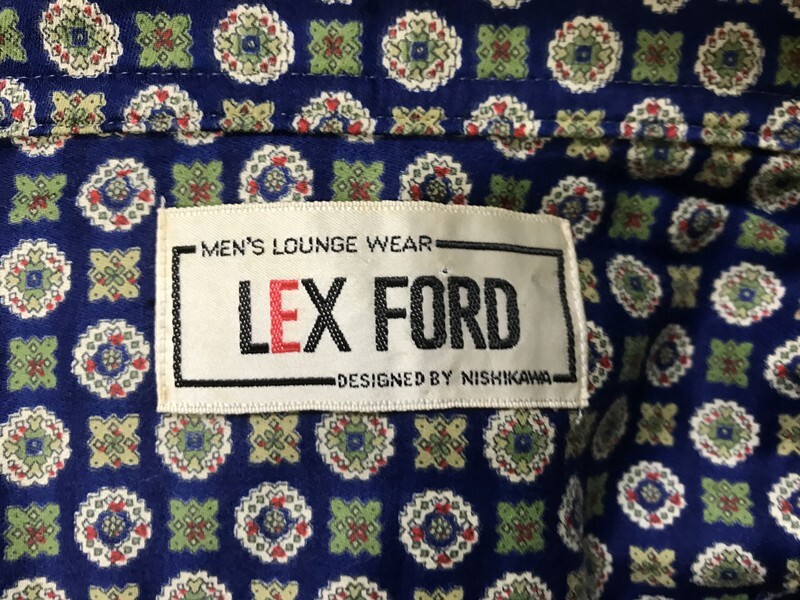 MEN'S LOUNGE WEAR
LEX FORD
DESIGNED BY NISHIKAWA